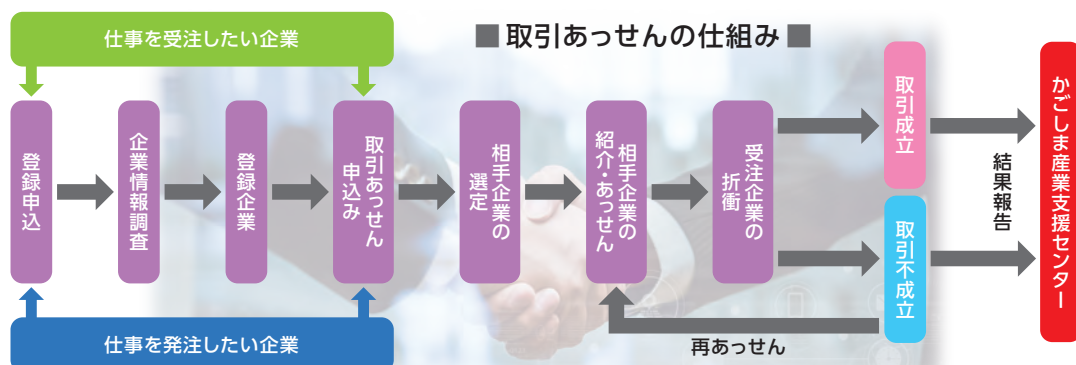 仕事を受注したい企業
■ 取引あっせんの仕組み ■
登録申込
企業情報調査
登録企業
取引あっせん
申込み
相手企業の
選定
相手企業の
紹介・あっせん
受注企業の
折衝
取引成立
取引不成立
結果報告
かごしま産業支援センター
再あっせん
仕事を発注したい企業